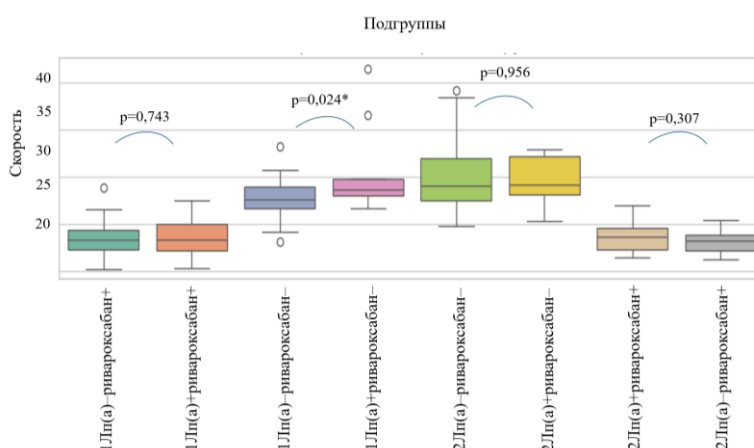 Подгруппы
Скорость
40
35
30
25
20
p=0,743
p=0,024*
p=0,956
p=0,307
1Лп(а)–ривароксабан+
1Лп(а)+ривароксабан+
1Лп(а)–ривароксабан–
1Лп(а)+ривароксабан–
2Лп(а)–ривароксабан–
2Лп(а)+ривароксабан–
2Лп(а)+ривароксабан+
2Лп(а)–ривароксабан+